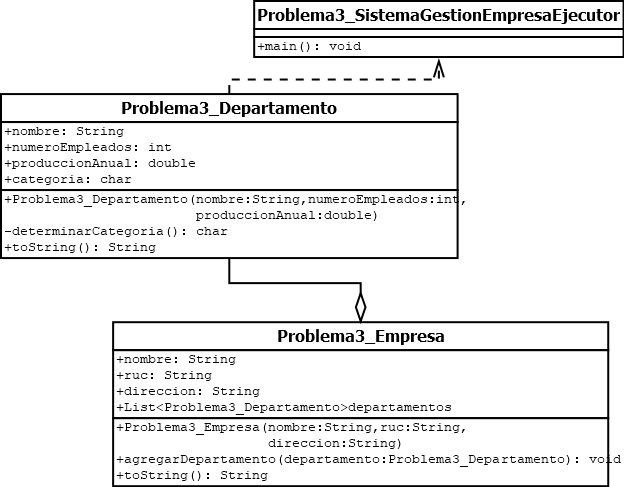 Problema3_SistemaGestionEmpresaEjecutor
+main(): void
Problema3_Departamento
+nombre: String
+numeroEmpleados: int
+produccionAnual: double
+categoria: char
+Problema3_Departamento(nombre:String,numeroEmpleados:int,
produccionAnual:double)
-determinarCategoria(): char
+toString(): String
Problema3_Empresa
+nombre: String
+ruc: String
+direccion: String
+List<Problema3_Departamento>departamentos
+Problema3_Empresa(nombre:String,ruc:String,
direccion:String)
+agregarDepartamento(departamento:Problema3_Departamento): void
+toString(): String